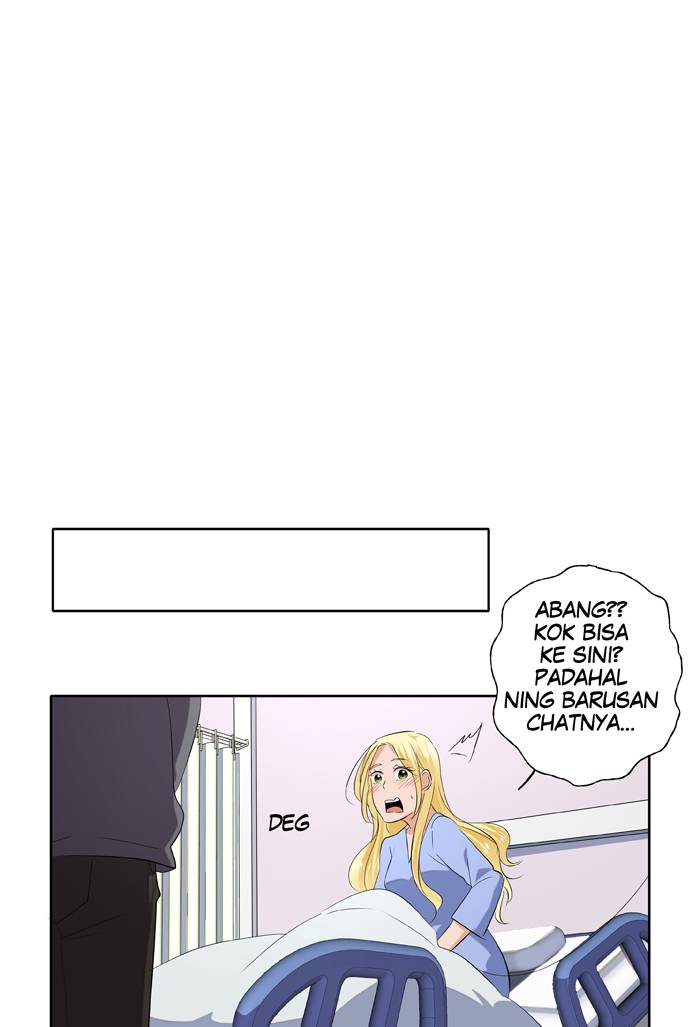 ABANG??
KOK BISA
KE SINI?
PADAHAL
NING BARUSAN
CHATNYA...
DEG